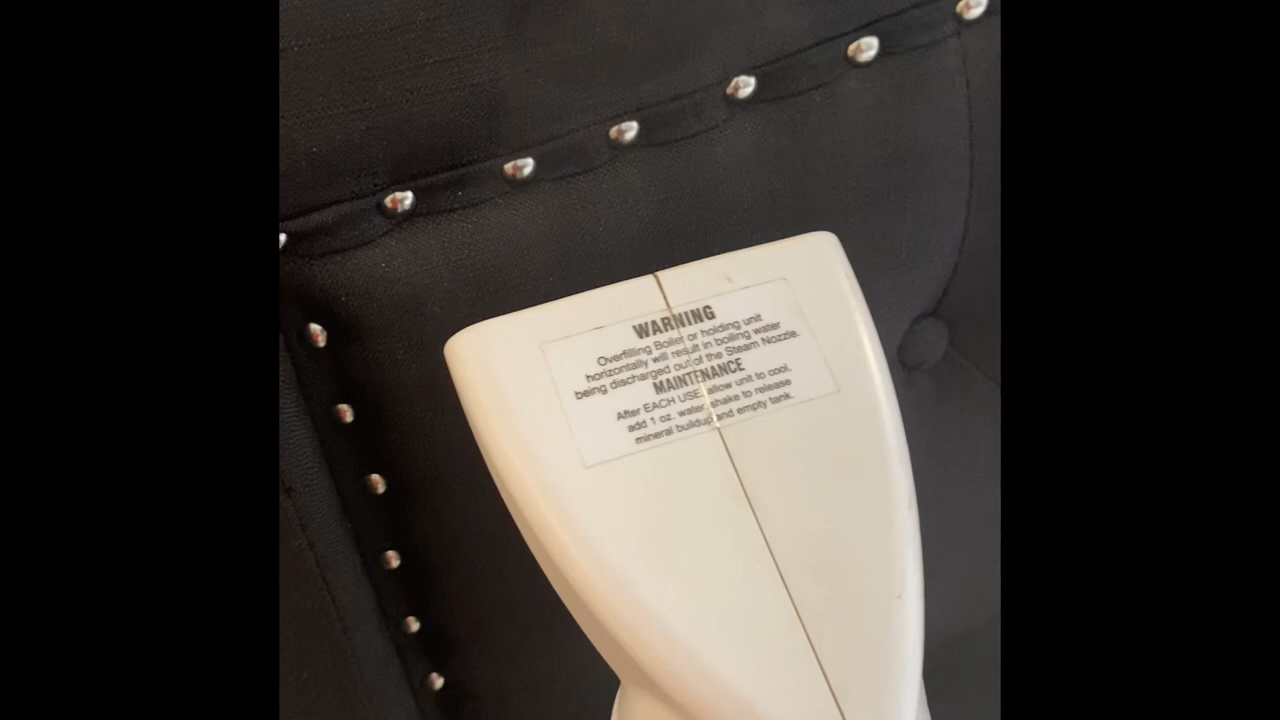 WARNING
Overfilling Boiler or holding unit
horizontally will result in boiling water
being discharged out of the Steam Nozzle.
MAINTENANCE
After EACH USE, allow unit to cool,
add 1 oz. water, shake to release
mineral buildup and empty tank.